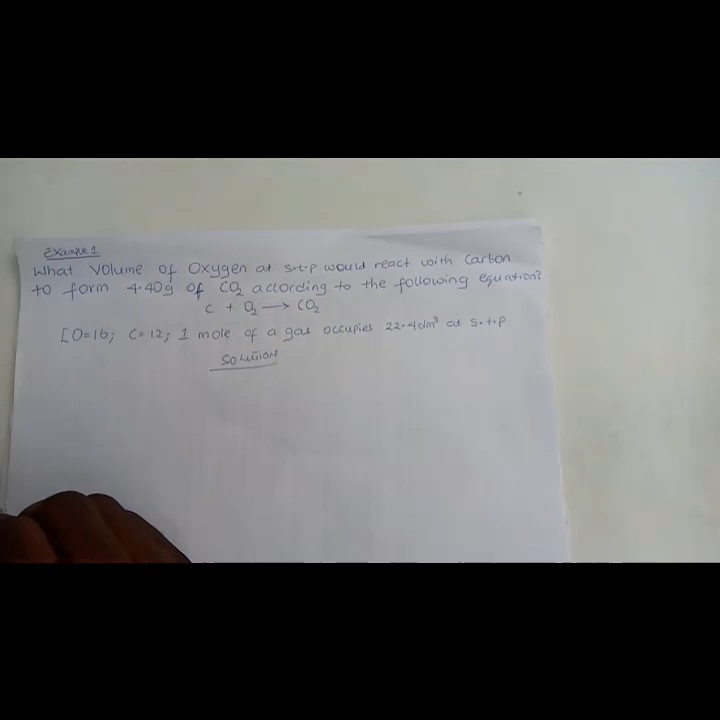 Example 1
What volume of Oxygen at s.t.p would react with Carbon
to form 4.40g of CO₂ according to the following equation?
C + O₂ → CO₂
[O=16; C=12; 1 mole of a gas occupies 22.4dm³ at s.t.p
SOLUTION